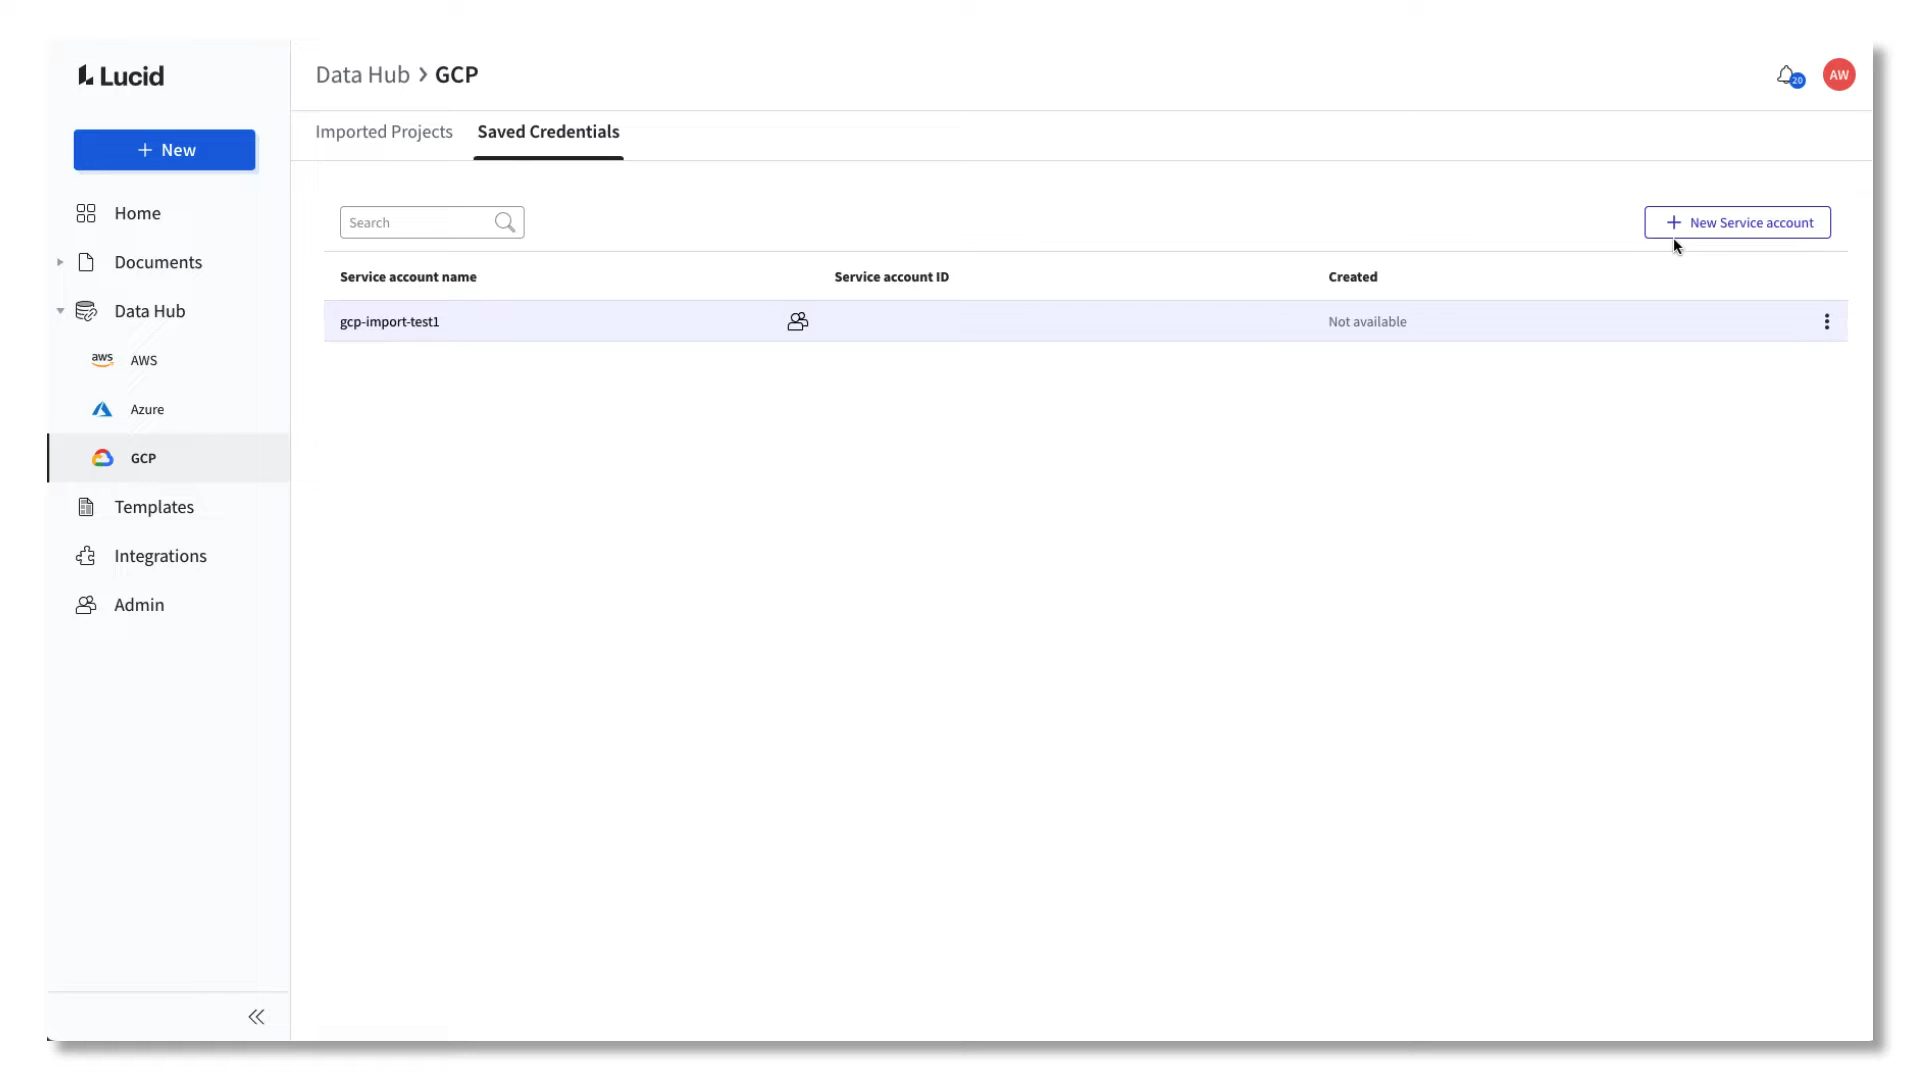 Lucid
Data Hub > GCP
20
AW
Imported Projects
Saved Credentials
+ New
Search
+ New Service account
Home
Documents
Data Hub
aws AWS
Azure
GCP
Templates
Integrations
Admin
Service account name
Service account ID
Created
gcp-import-test1
Not available